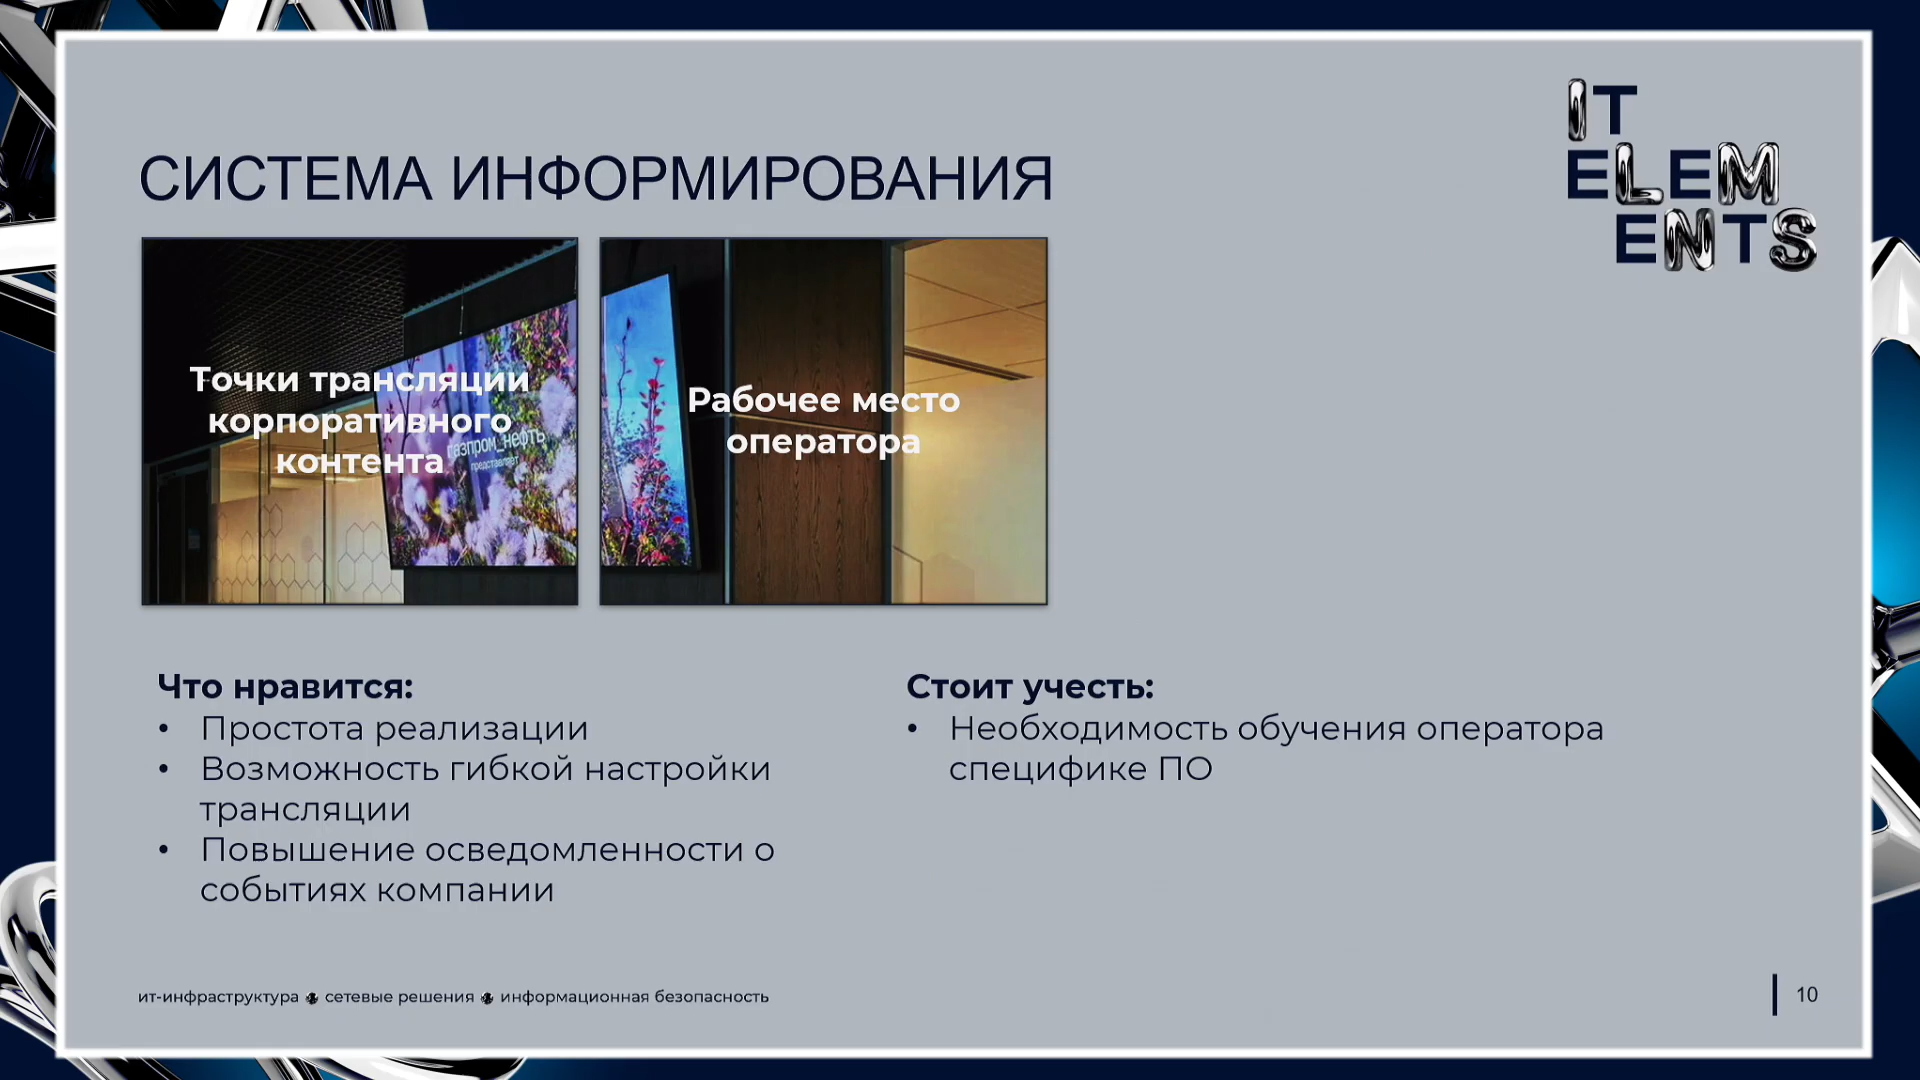 IT
ELEM
ENTS
СИСТЕМА ИНФОРМИРОВАНИЯ
Точки трансляции
корпоративного
контента
газпром_нефть
представляет
Рабочее место
оператора
Что нравится:
• Простота реализации
• Возможность гибкой настройки
трансляции
• Повышение осведомленности о
событиях компании
Стоит учесть:
• Необходимость обучения оператора
специфике ПО
ит-инфраструктура сетевые решения информационная безопасность
10